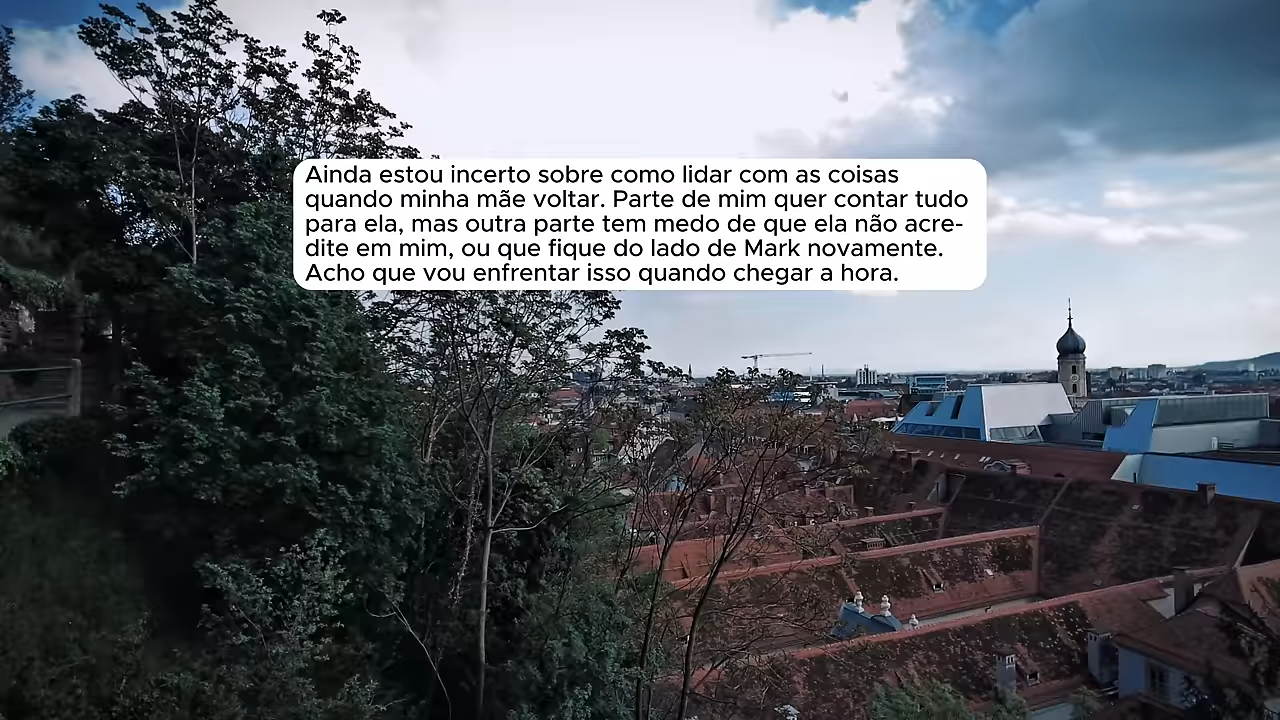 Ainda estou incerto sobre como lidar com as coisas
quando minha mãe voltar. Parte de mim quer contar tudo
para ela, mas outra parte tem medo de que ela não acre-
dite em mim, ou que fique do lado de Mark novamente.
Acho que vou enfrentar isso quando chegar a hora.